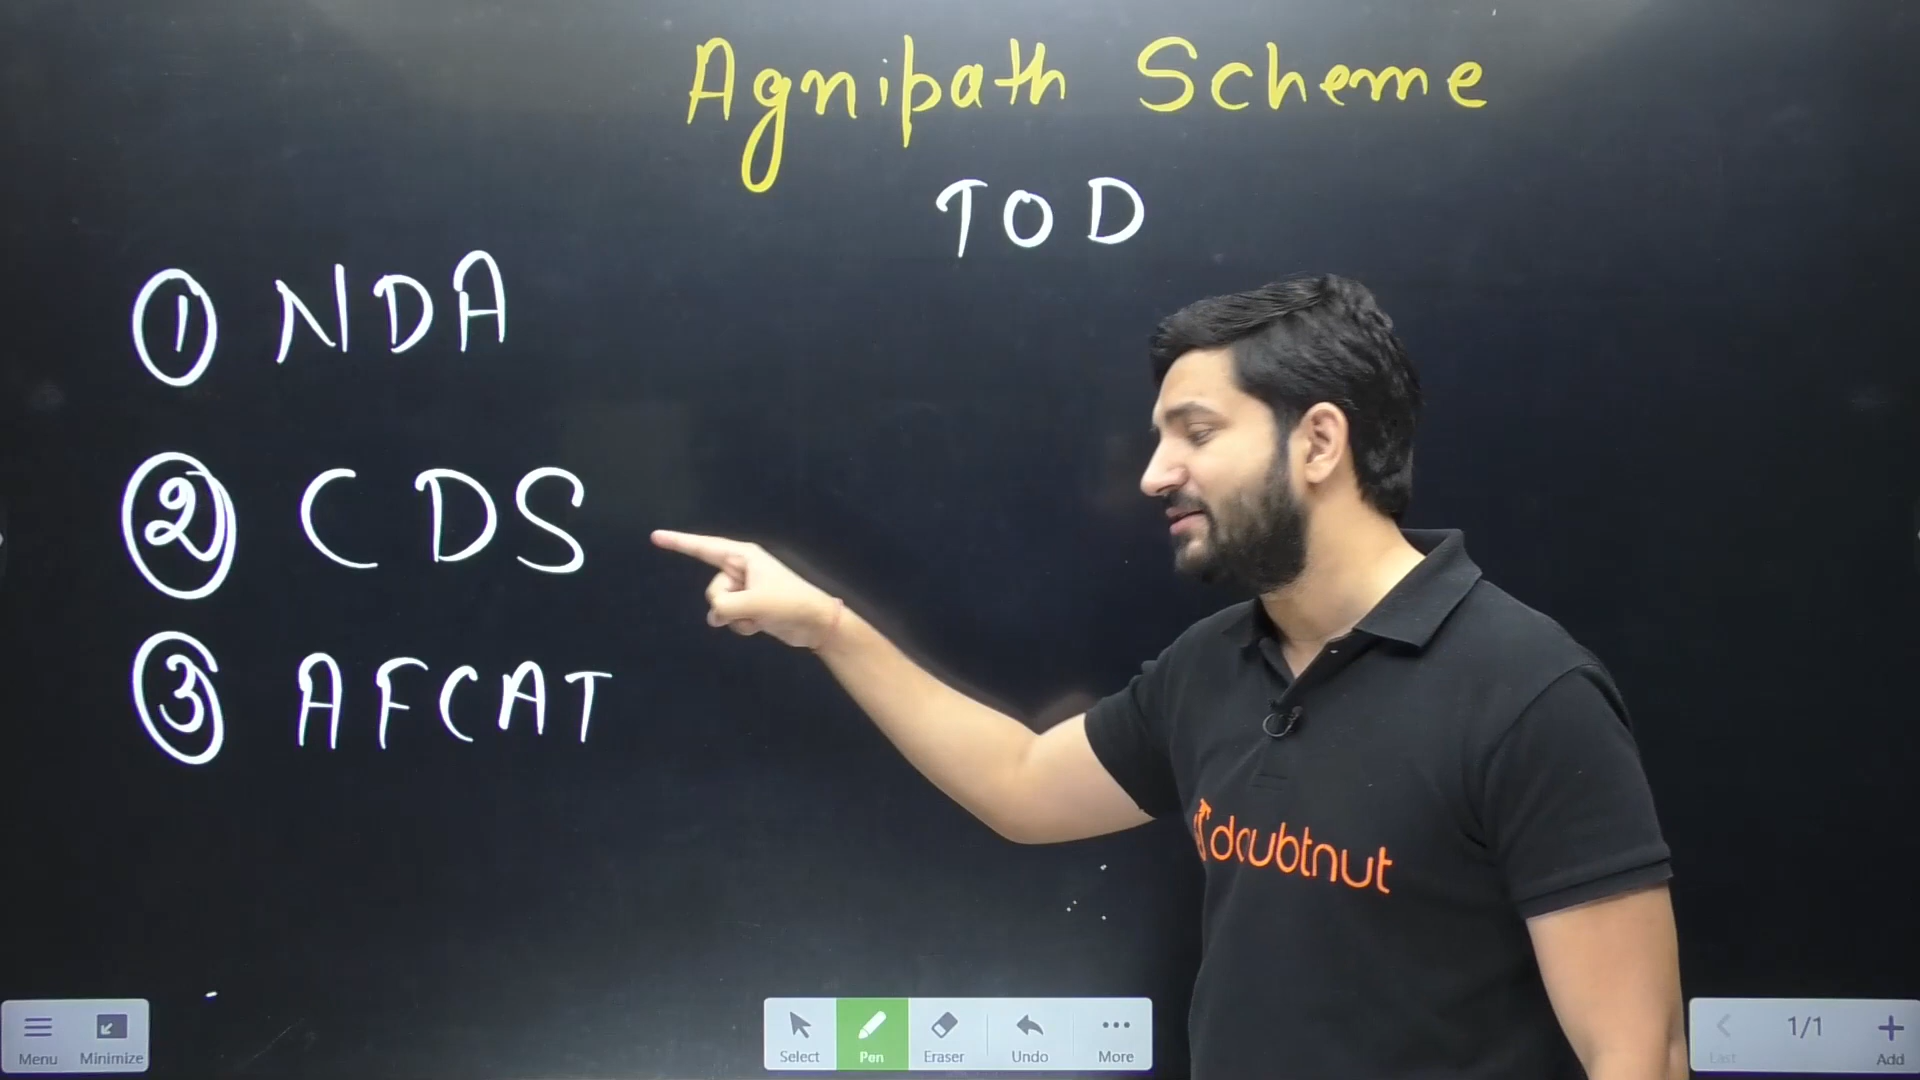 Agnipath Scheme
TOD
① NDA
② CDS
③ AFCAT
doubtnut
Menu Minimize
Select Pen Eraser Undo More
Last 1/1 Add